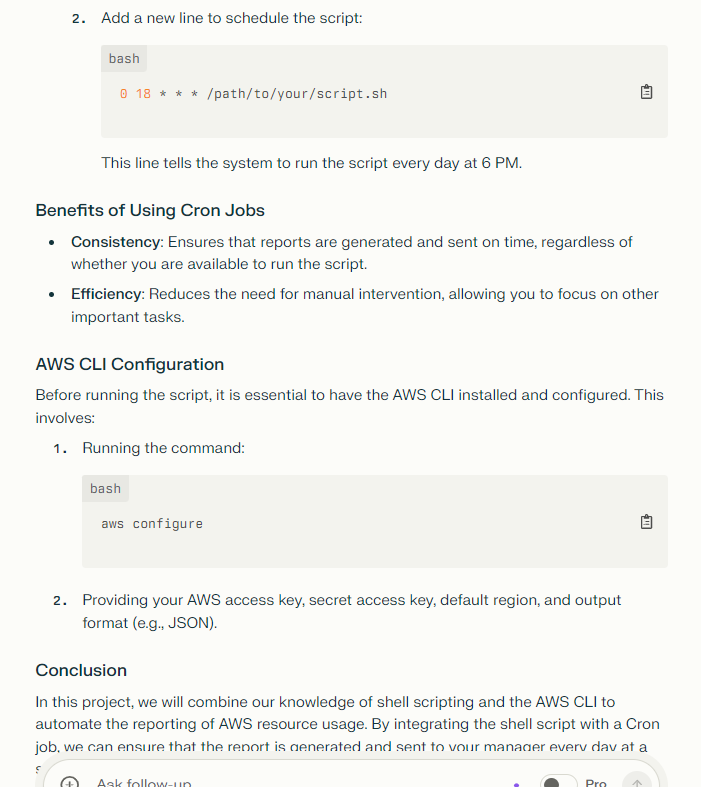 2. Add a new line to schedule the script:
bash
0 18 * * * /path/to/your/script.sh
This line tells the system to run the script every day at 6 PM.
Benefits of Using Cron Jobs
• Consistency: Ensures that reports are generated and sent on time, regardless of
whether you are available to run the script.
• Efficiency: Reduces the need for manual intervention, allowing you to focus on other
important tasks.
AWS CLI Configuration
Before running the script, it is essential to have the AWS CLI installed and configured. This
involves:
1. Running the command:
bash
aws configure
2. Providing your AWS access key, secret access key, default region, and output
format (e.g., JSON).
Conclusion
In this project, we will combine our knowledge of shell scripting and the AWS CLI to
automate the reporting of AWS resource usage. By integrating the shell script with a Cron
job, we can ensure that the report is generated and sent to your manager every day at a
Ask follow-up
Pro